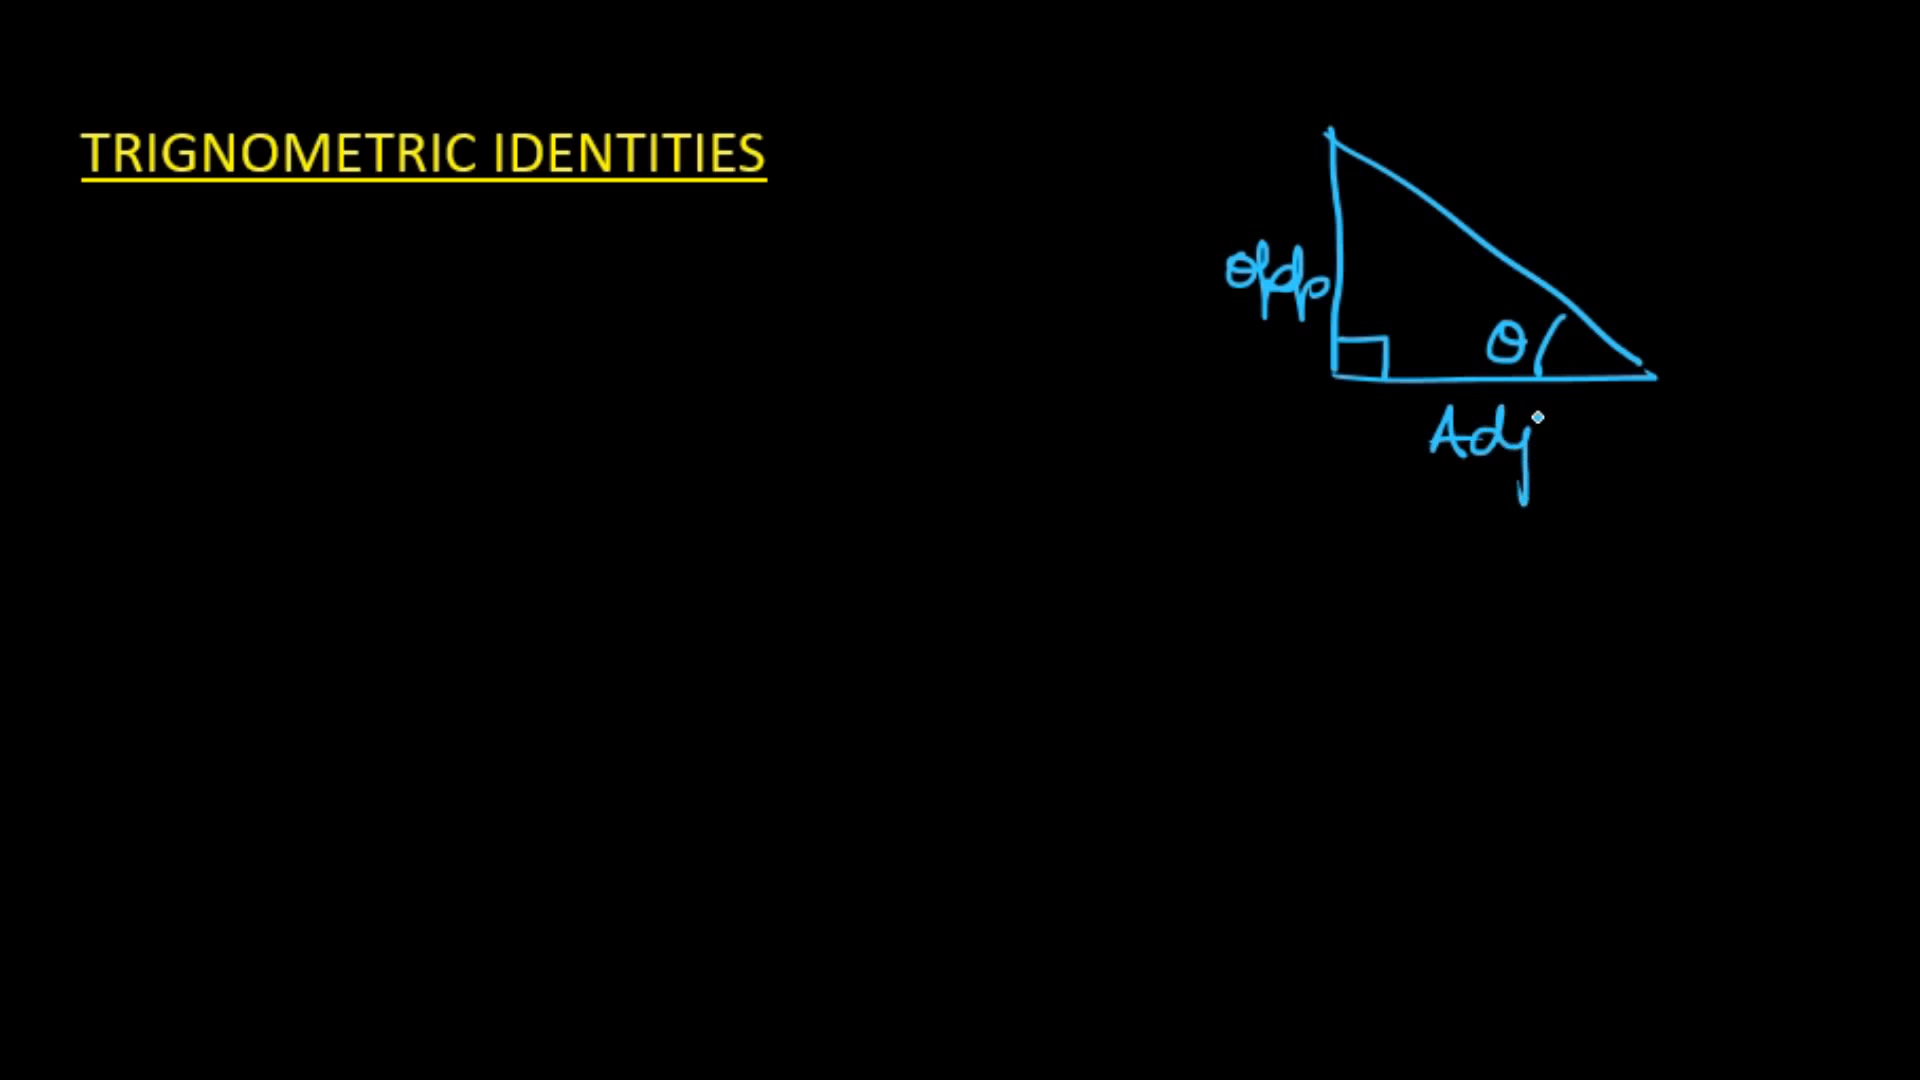 TRIGNOMETRIC IDENTITIES
opp
θ
Adj